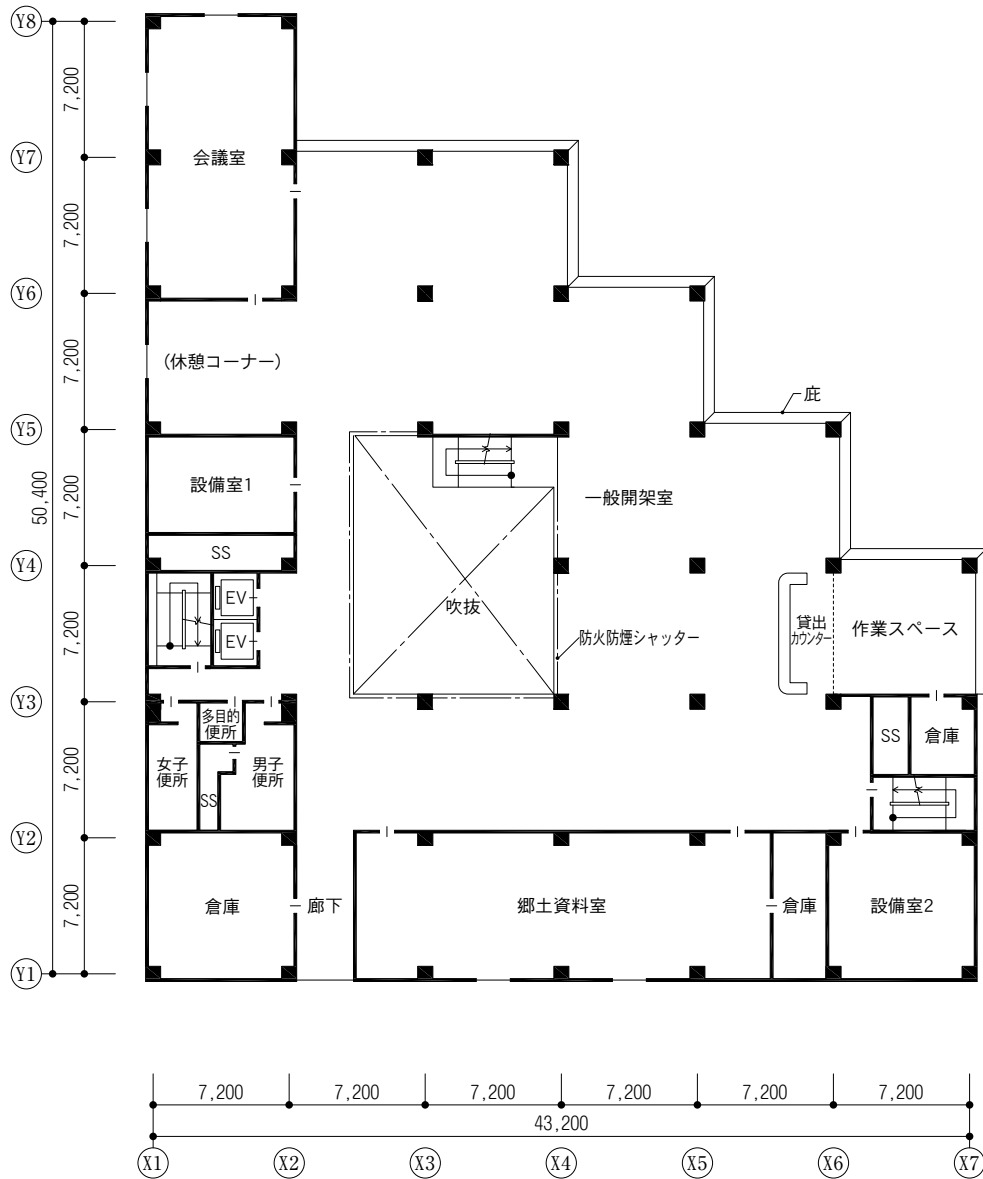 Y8
7,200
Y7
会議室
7,200
Y6
7,200
(休憩コーナー)
庇
Y5
50,400
7,200
設備室1
一般開架室
SS
Y4
EV
吹抜
7,200
EV
防火防煙シャッター
貸出
カウンター
作業スペース
Y3
多目的
便所
SS
倉庫
7,200
女子
便所
男子
便所
SS
Y2
7,200
倉庫
廊下
郷土資料室
倉庫
設備室2
Y1
7,200
7,200
7,200
7,200
7,200
7,200
43,200
X1
X2
X3
X4
X5
X6
X7